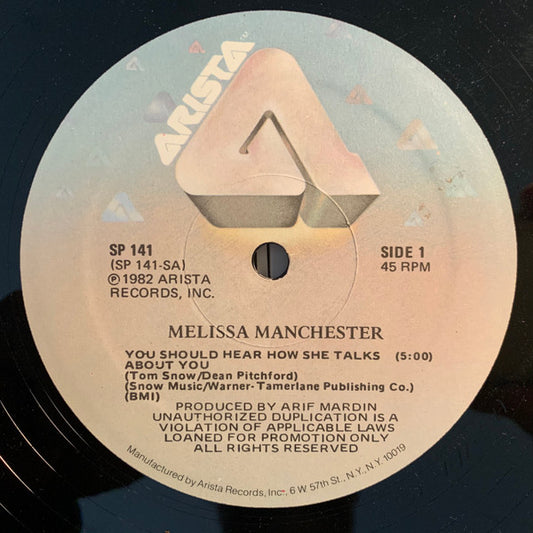 ARISTA™
SP 141
(SP 141-SA)
℗ 1982 ARISTA
RECORDS, INC.
SIDE 1
45 RPM
MELISSA MANCHESTER
YOU SHOULD HEAR HOW SHE TALKS (5:00)
ABOUT YOU
(Tom Snow/Dean Pitchford)
(Snow Music/Warner-Tamerlane Publishing Co.)
(BMI)
PRODUCED BY ARIF MARDIN
UNAUTHORIZED DUPLICATION IS A
VIOLATION OF APPLICABLE LAWS
LOANED FOR PROMOTION ONLY
ALL RIGHTS RESERVED
Manufactured by Arista Records, Inc., 6 W 57th St., N.Y., N.Y. 10019